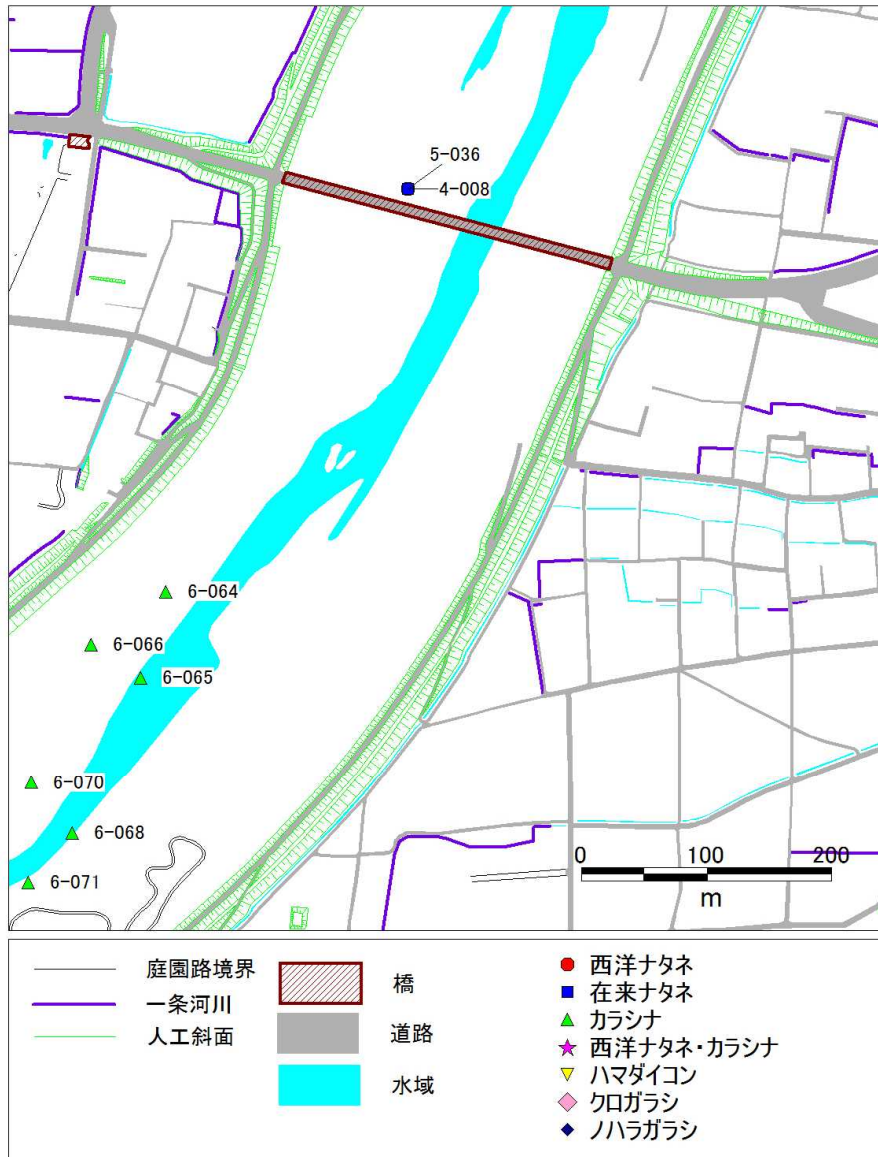 5-036
4-008
6-064
6-066
6-065
6-070
6-068
6-071
0 100 200
m
庭園路境界
一条河川
人工斜面
橋
道路
水域
西洋ナタネ
在来ナタネ
カラシナ
西洋ナタネ・カラシナ
ハマダイコン
クロガラシ
ノハラガラシ